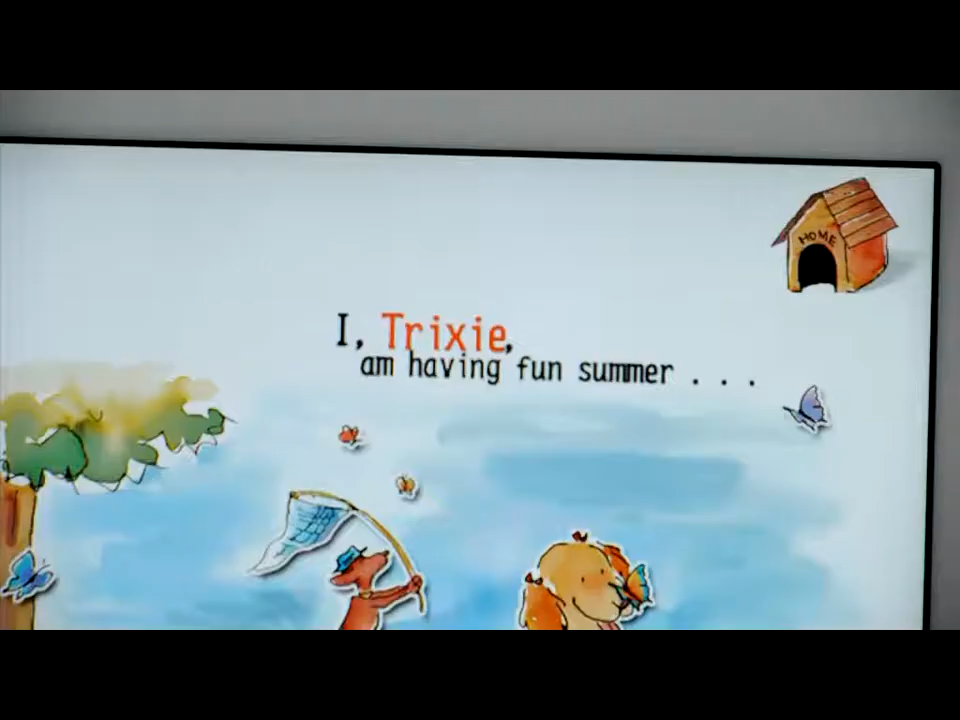 HOME
I, Trixie,
am having fun summer . . .